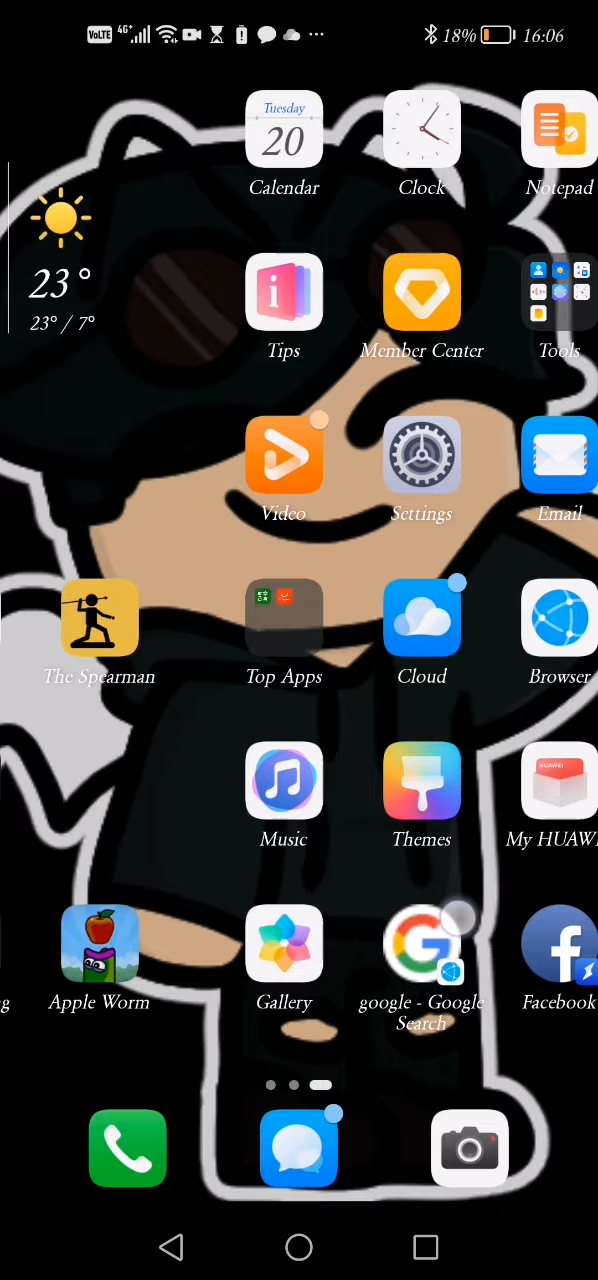 VoLTE 4G+ 18% 16:06
Tuesday
20
Calendar Clock Notepad
23°
23° / 7°
Tips Member Center Tools
Video Settings Email
The Spearman Top Apps Cloud Browser
HUAWEI
Music Themes My HUAW
g Apple Worm Gallery google - Google Facebook
Search